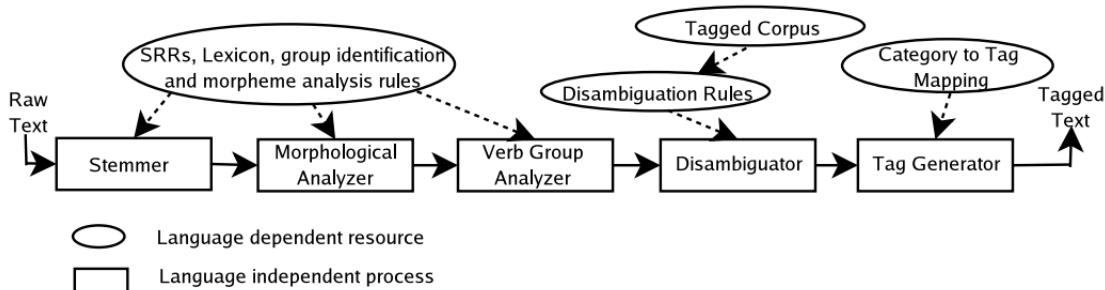 SRRs, Lexicon, group identification
and morpheme analysis rules
Tagged Corpus
Disambiguation Rules
Category to Tag
Mapping
Raw
Text
Tagged
Text
Stemmer
Morphological
Analyzer
Verb Group
Analyzer
Disambiguator
Tag Generator
Language dependent resource
Language independent process